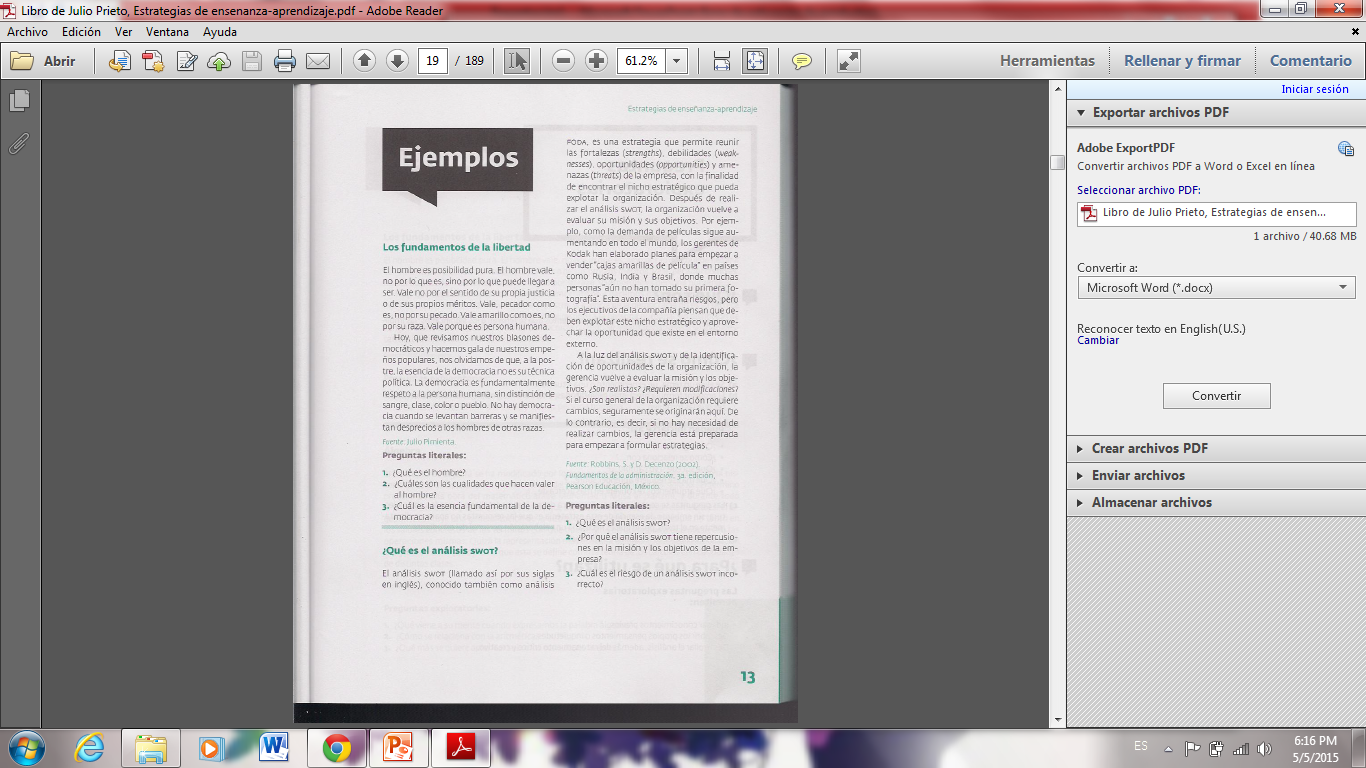 Libro de Julio Prieto, Estrategias de ensenanza-aprendizaje.pdf - Adobe Reader
Archivo Edición Ver Ventana Ayuda
Abrir 19 / 189 61.2% Herramientas Rellenar y firmar Comentario
Estrategias de enseñanza-aprendizaje
Ejemplos
Los fundamentos de la libertad
El hombre es posibilidad pura. El hombre vale,
no por lo que es, sino por lo que puede llegar a
ser. Vale no por el sentido de su propia justicia
o de sus propios méritos. Vale, pecador como
es, no por su pecado. Vale amarillo como es, no
por su raza. Vale porque es persona humana.
Hoy, que revisamos nuestros blasones de-
mocráticos y hacemos gala de nuestros empe-
ños populares, nos olvidamos de que, a la pos-
tre, la esencia de la democracia no es su técnica
política. La democracia es fundamentalmente
respeto a la persona humana, sin distinción de
sangre, clase, color o pueblo. No hay democra-
cia cuando se levantan barreras y se manifies-
tan desprecios a los hombres de otras razas.
Fuente: Julio Pimienta.
Preguntas literales:
1. ¿Qué es el hombre?
2. ¿Cuáles son las cualidades que hacen valer
al hombre?
3. ¿Cuál es la esencia fundamental de la de-
mocracia?
¿Qué es el análisis SWOT?
El análisis SWOT (llamado así por sus siglas
en inglés), conocido también como análisis
FODA, es una estrategia que permite reunir
las fortalezas (strengths), debilidades (weak-
nesses), oportunidades (opportunities) y ame-
nazas (threats) de la empresa, con la finalidad
de encontrar el nicho estratégico que pueda
explotar la organización. Después de reali-
zar el análisis SWOT, la organización vuelve a
evaluar su misión y sus objetivos. Por ejem-
plo, como la demanda de películas sigue au-
mentando en todo el mundo, los gerentes de
Kodak han elaborado planes para empezar a
vender "cajas amarillas de película" en países
como Rusia, India y Brasil, donde muchas
personas "aún no han tomado su primera fo-
tografía". Esta aventura entraña riesgos, pero
los ejecutivos de la compañía piensan que de-
ben explotar este nicho estratégico y aprove-
char la oportunidad que existe en el entorno
externo.
A la luz del análisis SWOT y de la identifica-
ción de oportunidades de la organización, la
gerencia vuelve a evaluar la misión y los obje-
tivos. ¿Son realistas? ¿Requieren modificaciones?
Si el curso general de la organización requiere
cambios, seguramente se originarán aquí. De
lo contrario, es decir, si no hay necesidad de
realizar cambios, la gerencia está preparada
para empezar a formular estrategias.
Fuente: Robbins, S. y D. Decenzo (2002).
Fundamentos de la administración. 3a. edición,
Pearson Educación, México.
Preguntas literales:
1. ¿Qué es el análisis SWOT?
2. ¿Por qué el análisis SWOT tiene repercusio-
nes en la misión y los objetivos de la em-
presa?
3. ¿Cuál es el riesgo de un análisis SWOT inco-
rrecto?
13
Iniciar sesión
Exportar archivos PDF
Adobe ExportPDF
Convertir archivos PDF a Word o Excel en línea
Seleccionar archivo PDF:
Libro de Julio Prieto, Estrategias de ensen...
1 archivo / 40.68 MB
Convertir a:
Microsoft Word (*.docx)
Reconocer texto en English(U.S.)
Cambiar
Convertir
Crear archivos PDF
Enviar archivos
Almacenar archivos
ES
6:16 PM
5/5/2015